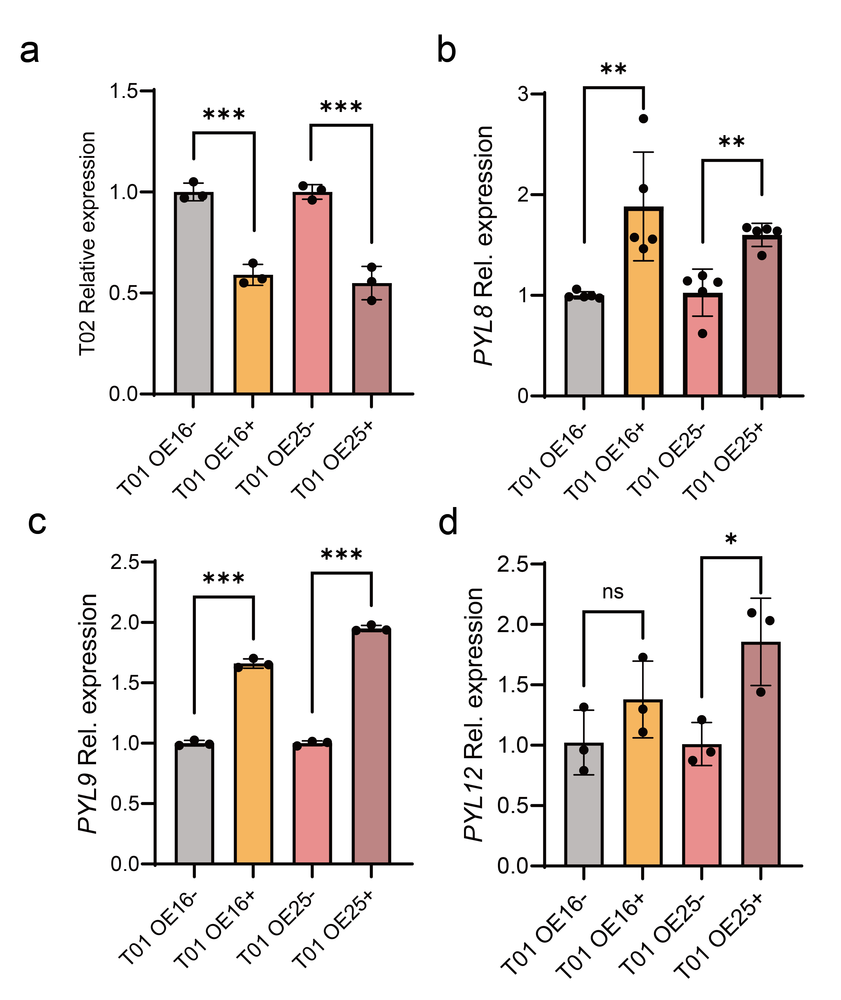 a
***
***
T02 Relative expression
1.5
1.0
0.5
0.0
T01 OE16-
T01 OE16+
T01 OE25-
T01 OE25+
b
**
**
PYL8 Rel. expression
3
2
1
0
T01 OE16-
T01 OE16+
T01 OE25-
T01 OE25+
c
***
***
PYL9 Rel. expression
2.5
2.0
1.5
1.0
0.5
0.0
T01 OE16-
T01 OE16+
T01 OE25-
T01 OE25+
d
ns
*
PYL12 Rel. expression
2.5
2.0
1.5
1.0
0.5
0.0
T01 OE16-
T01 OE16+
T01 OE25-
T01 OE25+